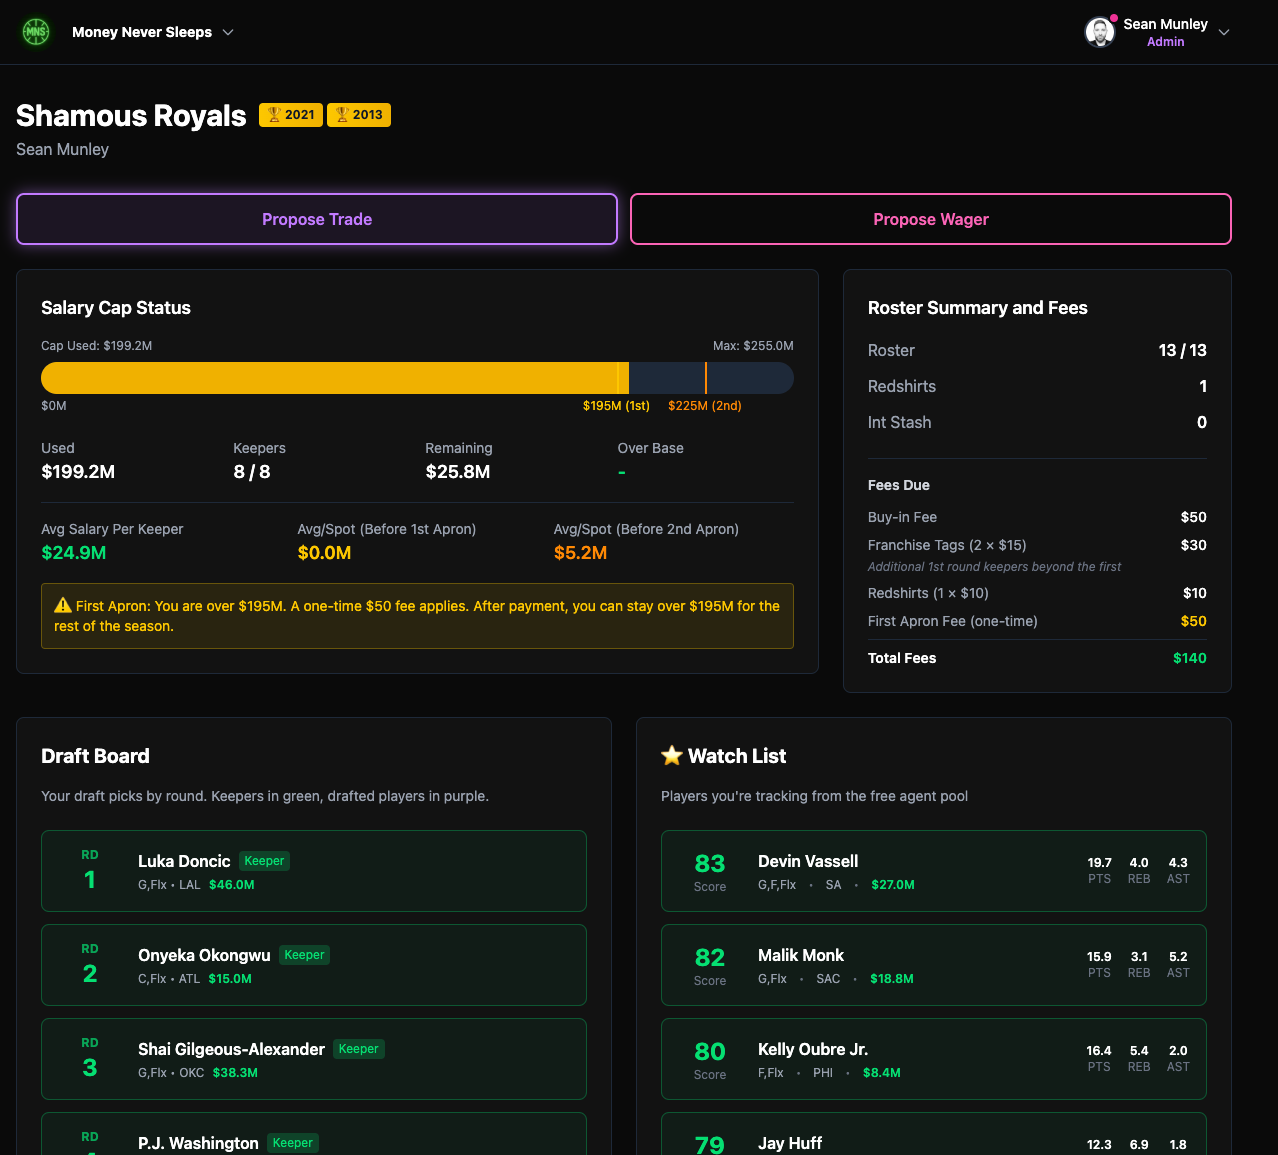 MNS
Money Never Sleeps
Sean Munley
Admin
Shamous Royals
🏆 2021
🏆 2013
Sean Munley
Propose Trade
Propose Wager
Salary Cap Status
Cap Used: $199.2M
Max: $255.0M
$0M
$195M (1st)
$225M (2nd)
Used
$199.2M
Keepers
8 / 8
Remaining
$25.8M
Over Base
-
Avg Salary Per Keeper
$24.9M
Avg/Spot (Before 1st Apron)
$0.0M
Avg/Spot (Before 2nd Apron)
$5.2M
⚠️ First Apron: You are over $195M. A one-time $50 fee applies. After payment, you can stay over $195M for the
rest of the season.
Roster Summary and Fees
Roster 13 / 13
Redshirts 1
Int Stash 0
Fees Due
Buy-in Fee $50
Franchise Tags (2 × $15) $30
Additional 1st round keepers beyond the first
Redshirts (1 × $10) $10
First Apron Fee (one-time) $50
Total Fees $140
Draft Board
Your draft picks by round. Keepers in green, drafted players in purple.
RD
1
Luka Doncic Keeper
G,Flx • LAL $46.0M
RD
2
Onyeka Okongwu Keeper
C,Flx • ATL $15.0M
RD
3
Shai Gilgeous-Alexander Keeper
G,Flx • OKC $38.3M
RD
P.J. Washington Keeper
⭐ Watch List
Players you're tracking from the free agent pool
83
Score
Devin Vassell
G,F,Flx • SA • $27.0M
19.7 4.0 4.3
PTS REB AST
82
Score
Malik Monk
G,Flx • SAC • $18.8M
15.9 3.1 5.2
PTS REB AST
80
Score
Kelly Oubre Jr.
F,Flx • PHI • $8.4M
16.4 5.4 2.0
PTS REB AST
79
Jay Huff
12.3 6.9 1.8